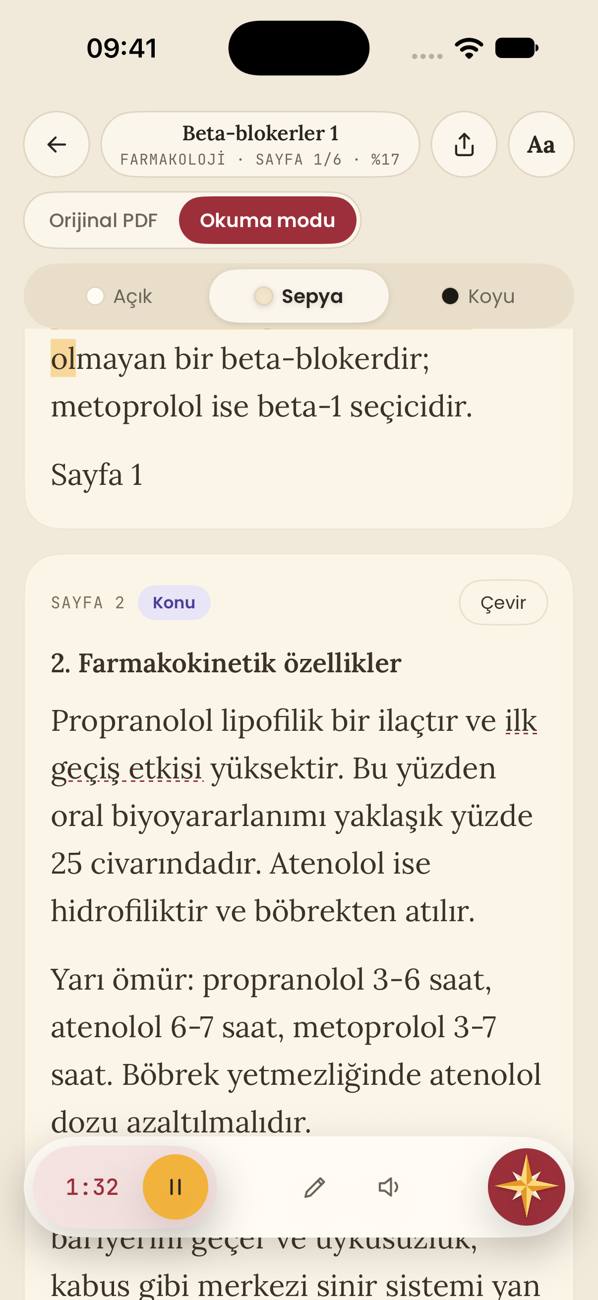 09:41
Beta-blokerler 1
FARMAKOLOJİ · SAYFA 1/6 · %17
Aa
Orijinal PDF
Okuma modu
Açık
Sepya
Koyu
olmayan bir beta-blokerdir;
metoprolol ise beta-1 seçicidir.
Sayfa 1
SAYFA 2
Konu
Çevir
2. Farmakokinetik özellikler
Propranolol lipofilik bir ilaçtır ve ilk
geçiş etkisi yüksektir. Bu yüzden
oral biyoyararlanımı yaklaşık yüzde
25 civarındadır. Atenolol ise
hidrofiliktir ve böbrekten atılır.
Yarı ömür: propranolol 3-6 saat,
atenolol 6-7 saat, metoprolol 3-7
saat. Böbrek yetmezliğinde atenolol
dozu azaltılmalıdır.
1:32
bariyerini geçer ve uykusuzluk,
kabus gibi merkezi sinir sistemi yan